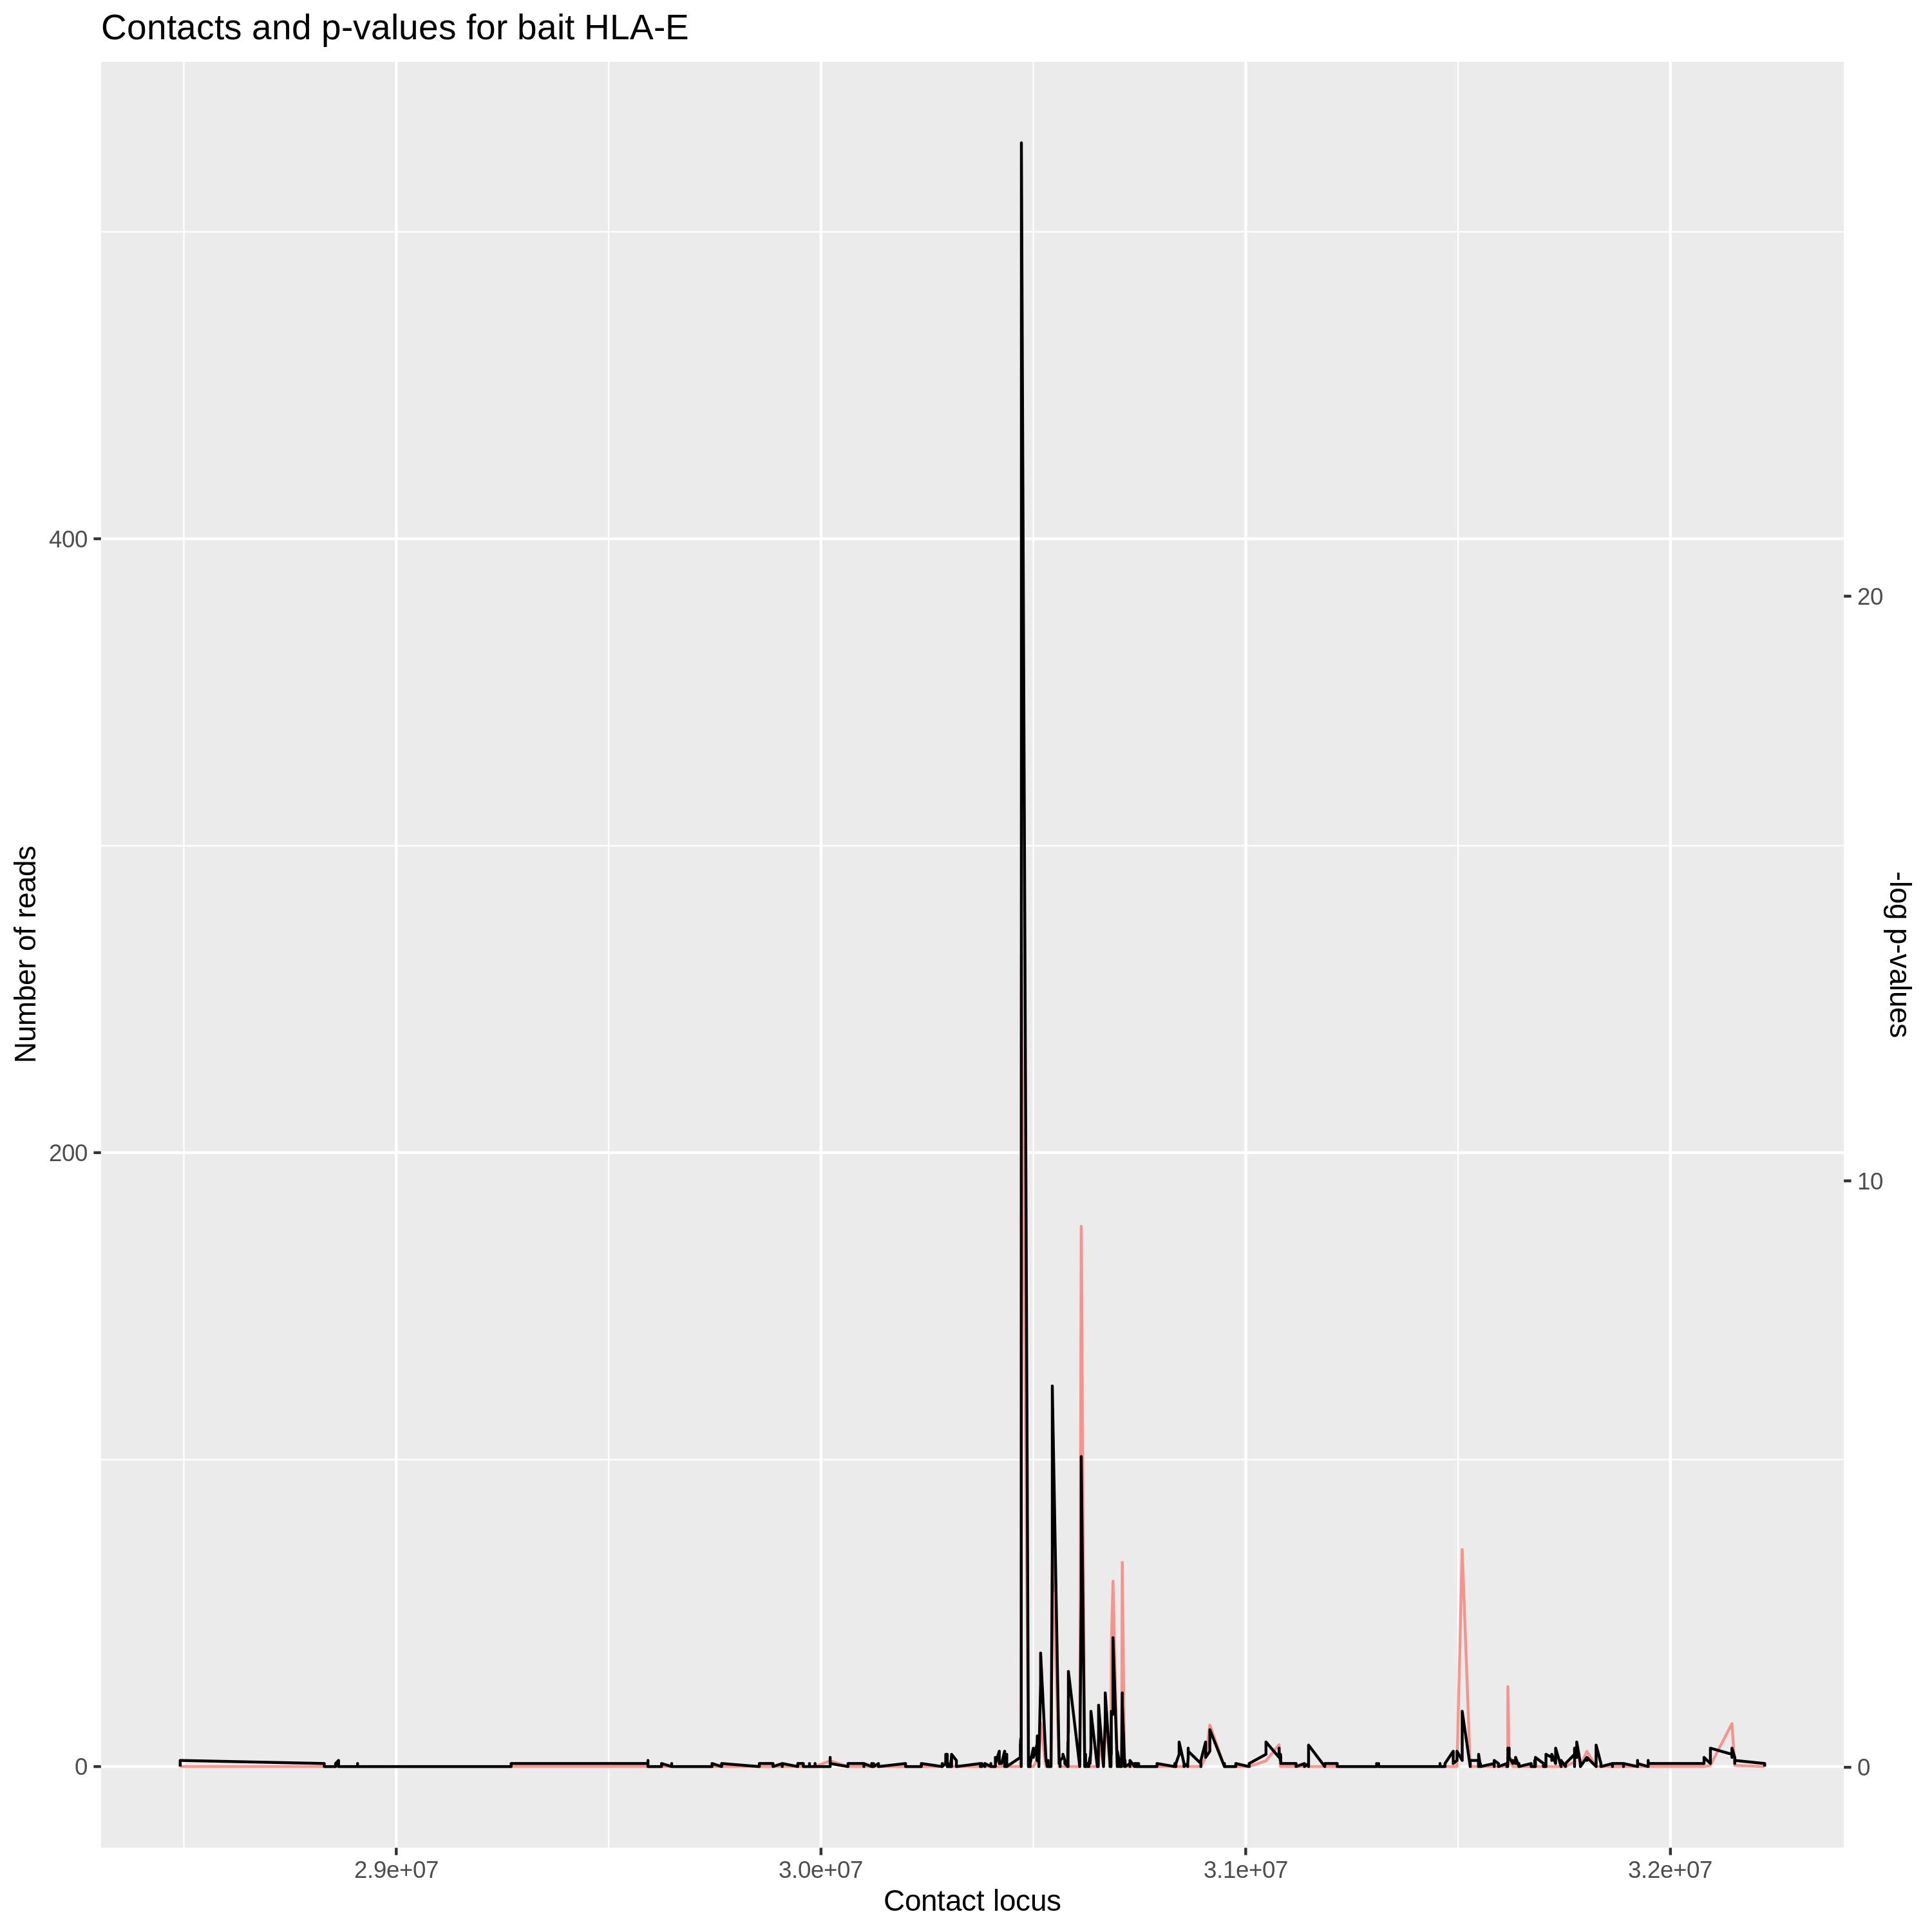 Contacts and p-values for bait HLA-E
400
200
0
Number of reads
20
10
0
-log p-values
2.9e+07 3.0e+07 3.1e+07 3.2e+07
Contact locus